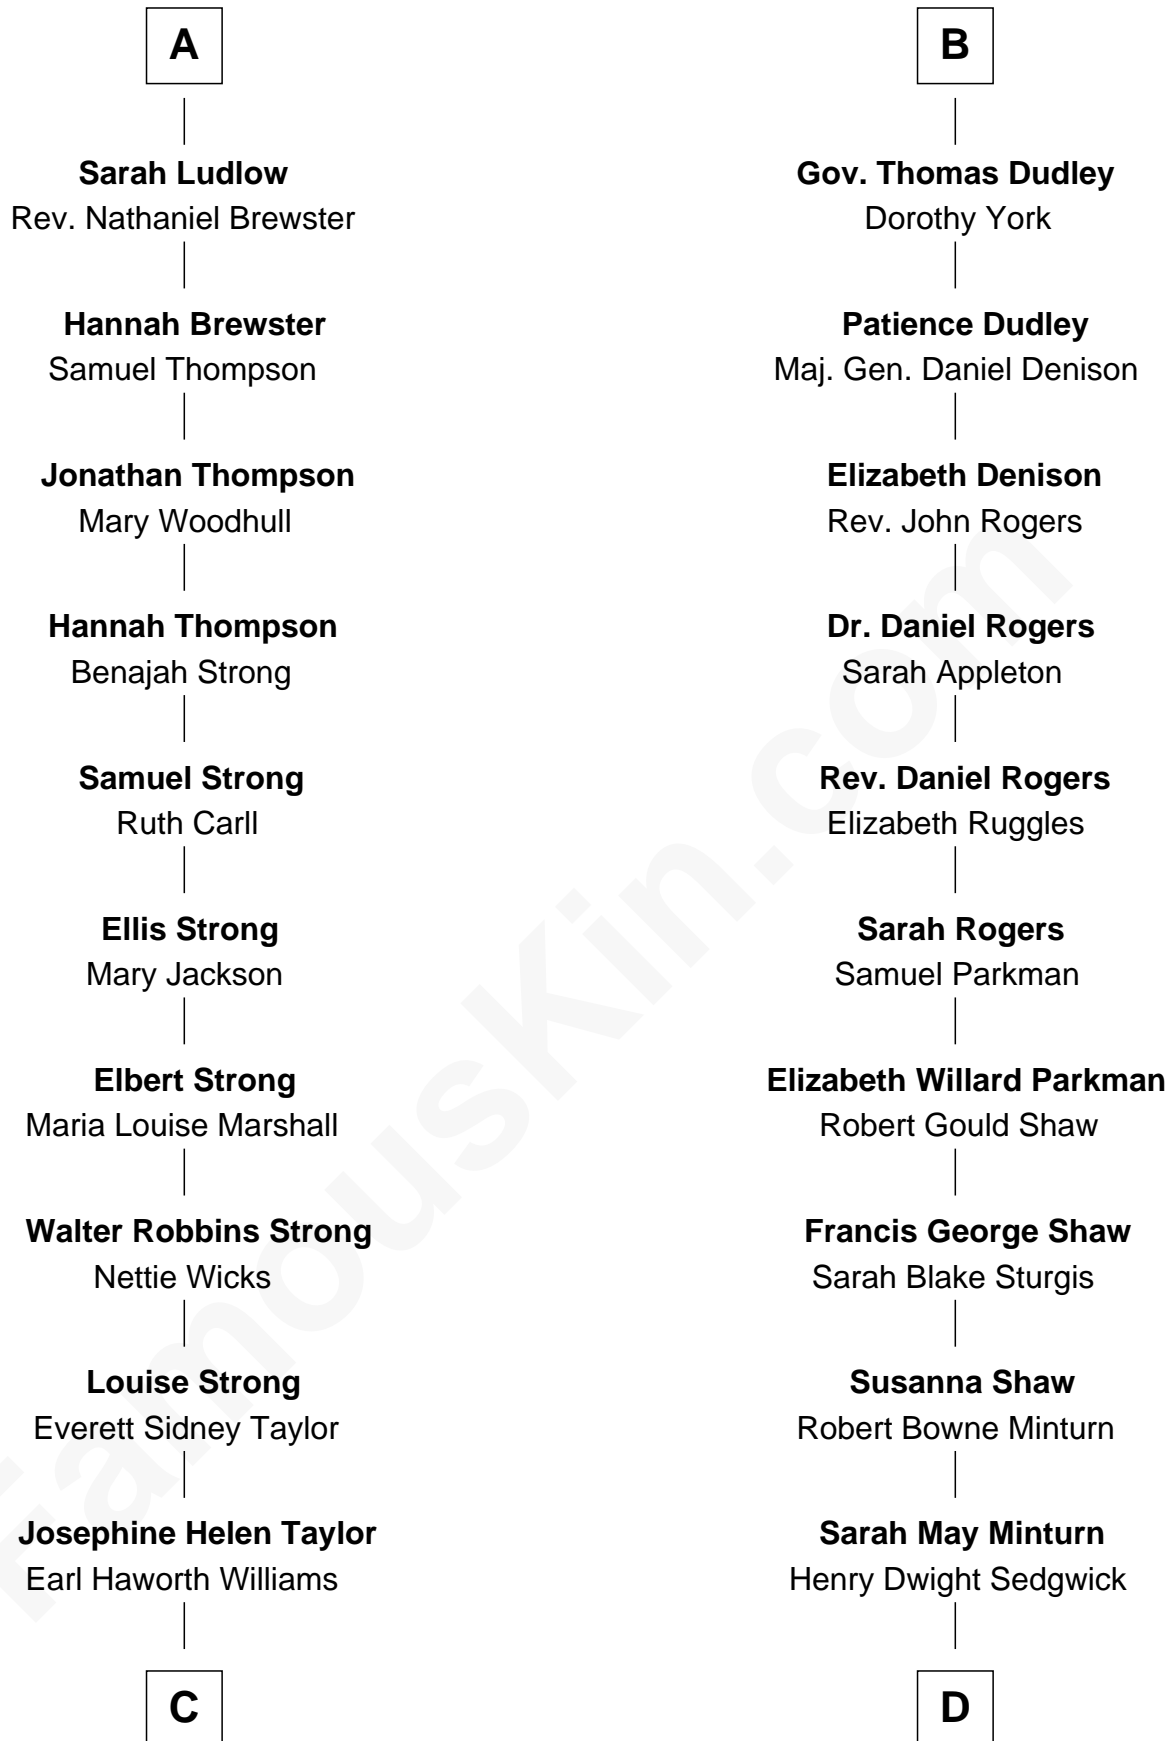 A
Sarah Ludlow
Rev. Nathaniel Brewster
Hannah Brewster
Samuel Thompson
Jonathan Thompson
Mary Woodhull
Hannah Thompson
Benajah Strong
Samuel Strong
Ruth Carll
Ellis Strong
Mary Jackson
Elbert Strong
Maria Louise Marshall
Walter Robbins Strong
Nettie Wicks
Louise Strong
Everett Sidney Taylor
Josephine Helen Taylor
Earl Haworth Williams
C
B
Gov. Thomas Dudley
Dorothy York
Patience Dudley
Maj. Gen. Daniel Denison
Elizabeth Denison
Rev. John Rogers
Dr. Daniel Rogers
Sarah Appleton
Rev. Daniel Rogers
Elizabeth Ruggles
Sarah Rogers
Samuel Parkman
Elizabeth Willard Parkman
Robert Gould Shaw
Francis George Shaw
Sarah Blake Sturgis
Susanna Shaw
Robert Bowne Minturn
Sarah May Minturn
Henry Dwight Sedgwick
D
FamousKin.com